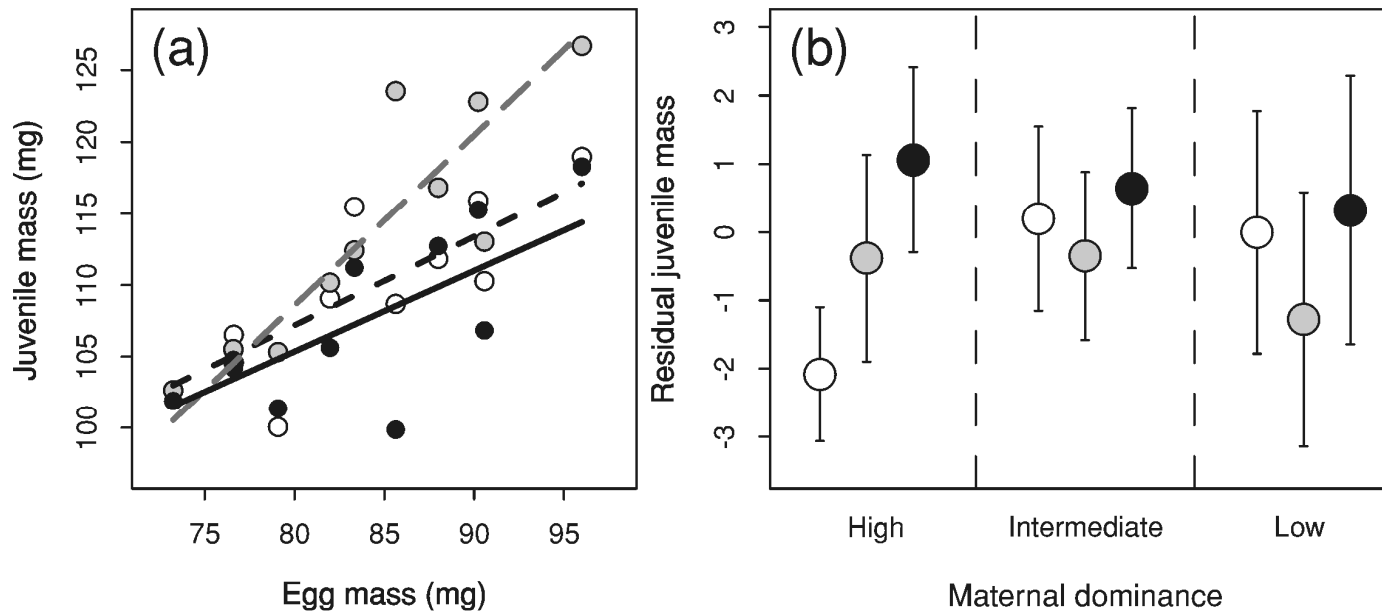 (a)
Juvenile mass (mg)
125
120
115
110
105
100
75 80 85 90 95
Egg mass (mg)
(b)
Residual juvenile mass
3
2
1
0
-1
-2
-3
High Intermediate Low
Maternal dominance